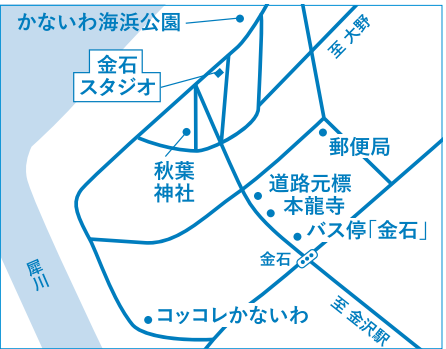 かないわ海浜公園
至 大野
金石
スタジオ
郵便局
秋葉
神社
道路元標
本龍寺
バス停「金石」
金石
犀川
至 金沢駅
コッコレかないわ